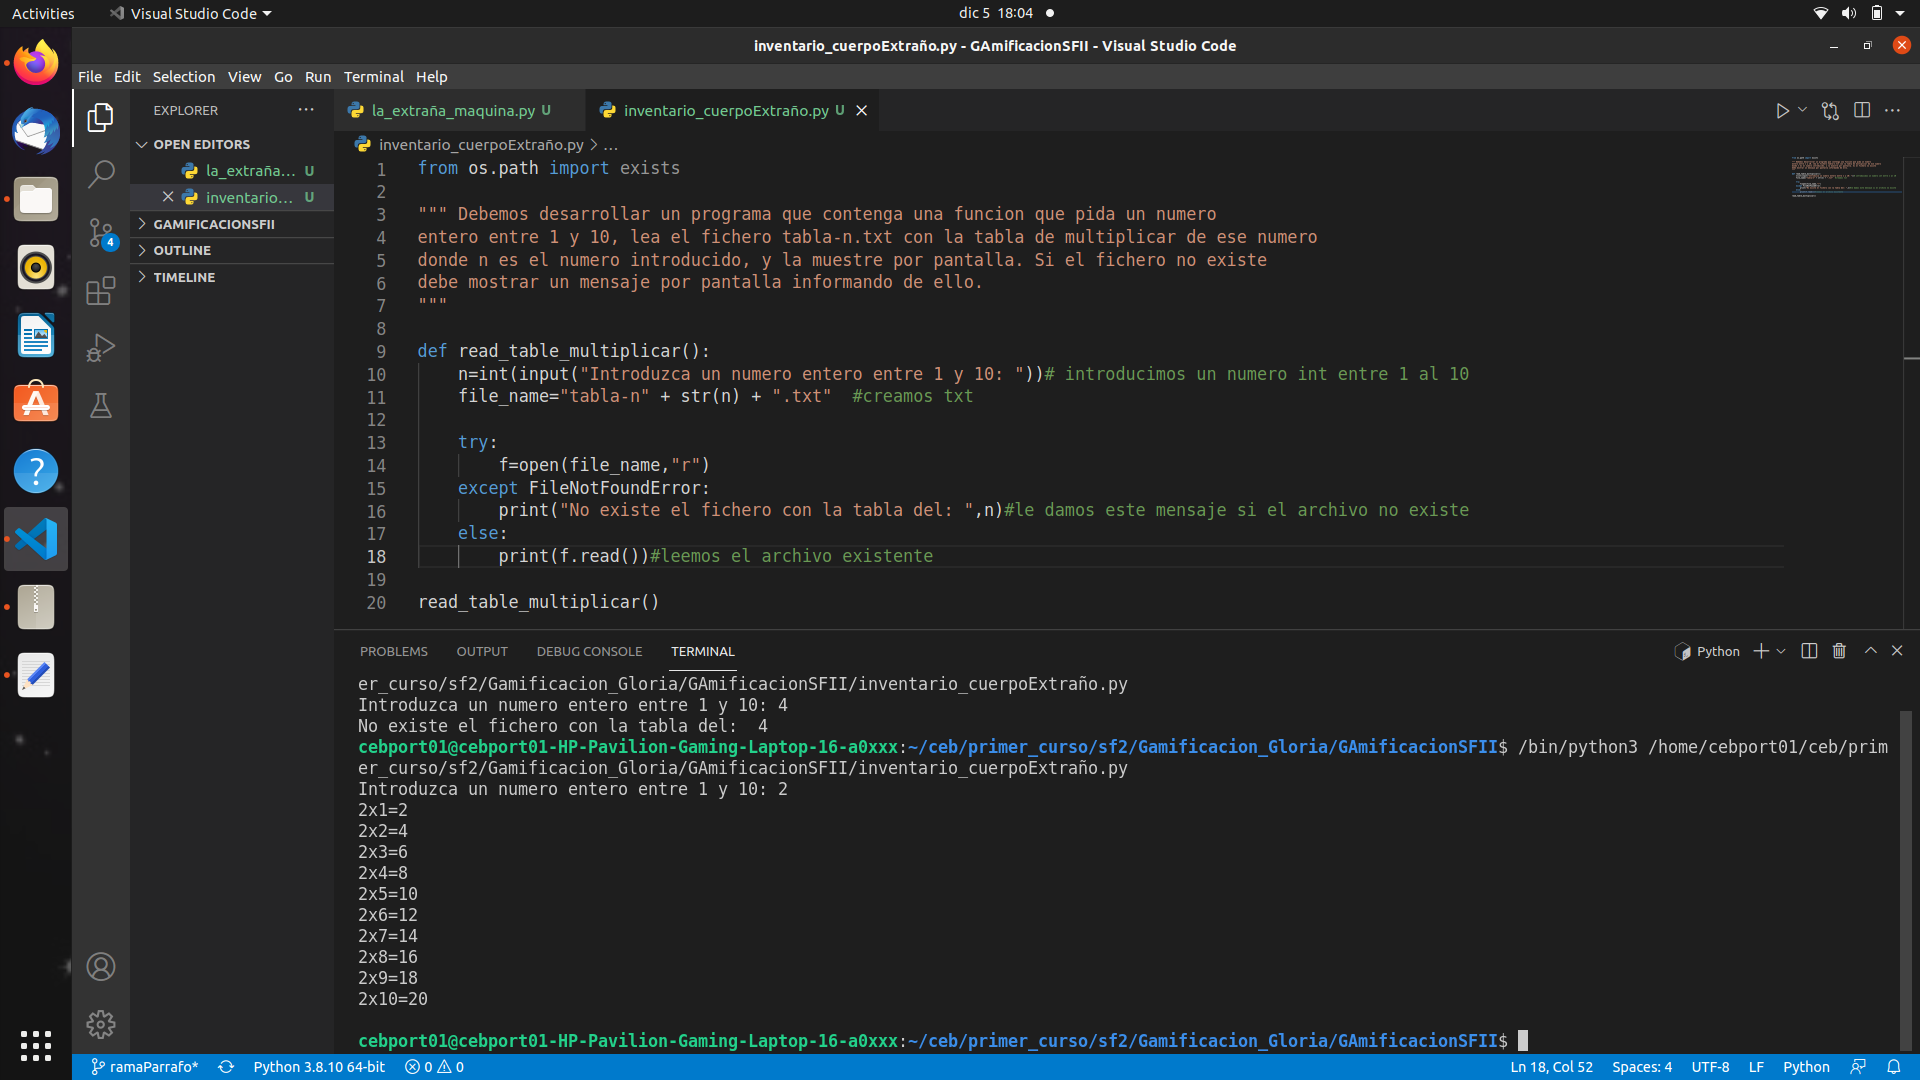 Activities
Visual Studio Code
dic 5 18:04
inventario_cuerpoExtraño.py - GAmificacionSFII - Visual Studio Code
File Edit Selection View Go Run Terminal Help
EXPLORER
OPEN EDITORS
la_extraña... U
inventario... U
GAMIFICACIONSFII
OUTLINE
TIMELINE
4
la_extraña_maquina.py U
inventario_cuerpoExtraño.py U
inventario_cuerpoExtraño.py > ...
1 from os.path import exists
2
3 """ Debemos desarrollar un programa que contenga una funcion que pida un numero
4 entero entre 1 y 10, lea el fichero tabla-n.txt con la tabla de multiplicar de ese numero
5 donde n es el numero introducido, y la muestre por pantalla. Si el fichero no existe
6 debe mostrar un mensaje por pantalla informando de ello.
7 """
8
9 def read_table_multiplicar():
10 n=int(input("Introduzca un numero entero entre 1 y 10: "))# introducimos un numero int entre 1 al 10
11 file_name="tabla-n" + str(n) + ".txt"  #creamos txt
12
13 try:
14 f=open(file_name,"r")
15 except FileNotFoundError:
16 print("No existe el fichero con la tabla del: ",n)#le damos este mensaje si el archivo no existe
17 else:
18 print(f.read())#leemos el archivo existente
19
20 read_table_multiplicar()
PROBLEMS OUTPUT DEBUG CONSOLE TERMINAL
Python
er_curso/sf2/Gamificacion_Gloria/GAmificacionSFII/inventario_cuerpoExtraño.py
Introduzca un numero entero entre 1 y 10: 4
No existe el fichero con la tabla del:  4
cebport01@cebport01-HP-Pavilion-Gaming-Laptop-16-a0xxx:~/ceb/primer_curso/sf2/Gamificacion_Gloria/GAmificacionSFII$ /bin/python3 /home/cebport01/ceb/prim
er_curso/sf2/Gamificacion_Gloria/GAmificacionSFII/inventario_cuerpoExtraño.py
Introduzca un numero entero entre 1 y 10: 2
2x1=2
2x2=4
2x3=6
2x4=8
2x5=10
2x6=12
2x7=14
2x8=16
2x9=18
2x10=20
cebport01@cebport01-HP-Pavilion-Gaming-Laptop-16-a0xxx:~/ceb/primer_curso/sf2/Gamificacion_Gloria/GAmificacionSFII$
ramaParrafo* Python 3.8.10 64-bit 0 0
Ln 18, Col 52 Spaces: 4 UTF-8 LF Python